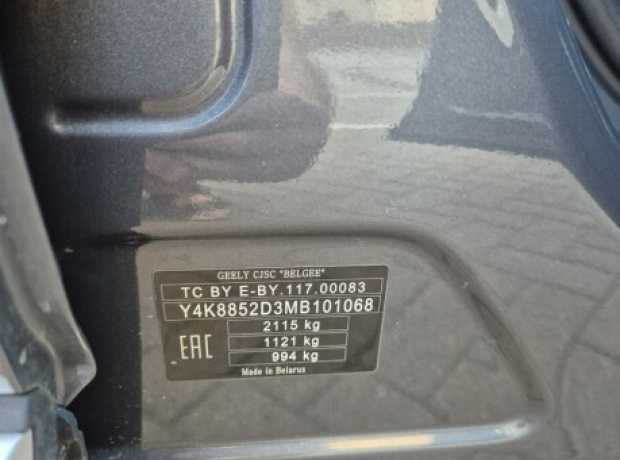 GEELY CJSC "BELGEE"
TC BY E-BY.117.00083
Y4K8852D3MB101068
2115 kg
EAC
1121 kg
994 kg
Made in Belarus